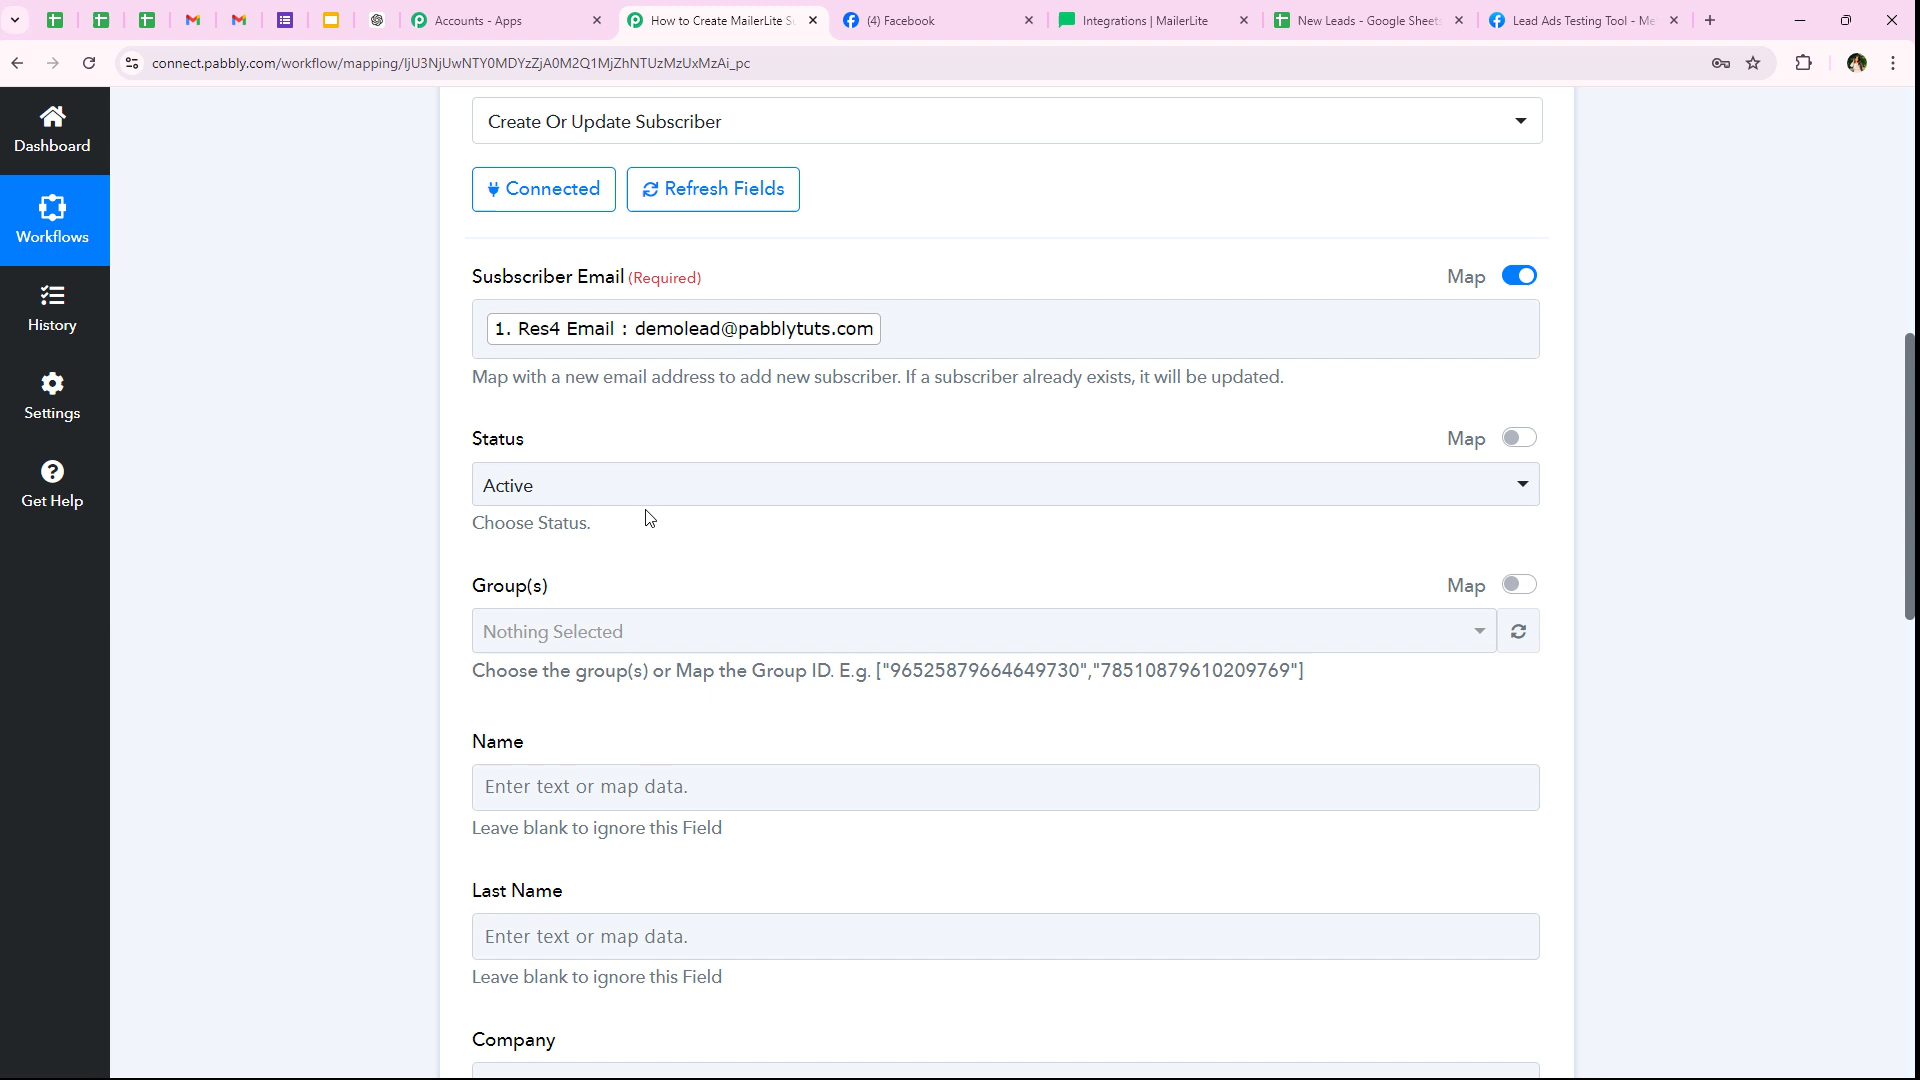 Accounts - Apps
How to Create MailerLite Su
(4) Facebook
Integrations | MailerLite
New Leads - Google Sheets
Lead Ads Testing Tool - Me
connect.pabbly.com/workflow/mapping/IjU3NjUwNTY0MDYzZjA0M2Q1MjZhNTUzMzUxMzAi_pc
Dashboard
Workflows
History
Settings
Get Help
Create Or Update Subscriber
Connected
Refresh Fields
Susbscriber Email (Required)
Map
1. Res4 Email : demolead@pabblytuts.com
Map with a new email address to add new subscriber. If a subscriber already exists, it will be updated.
Status
Map
Active
Choose Status.
Group(s)
Map
Nothing Selected
Choose the group(s) or Map the Group ID. E.g. ["96525879664649730","78510879610209769"]
Name
Enter text or map data.
Leave blank to ignore this Field
Last Name
Enter text or map data.
Leave blank to ignore this Field
Company